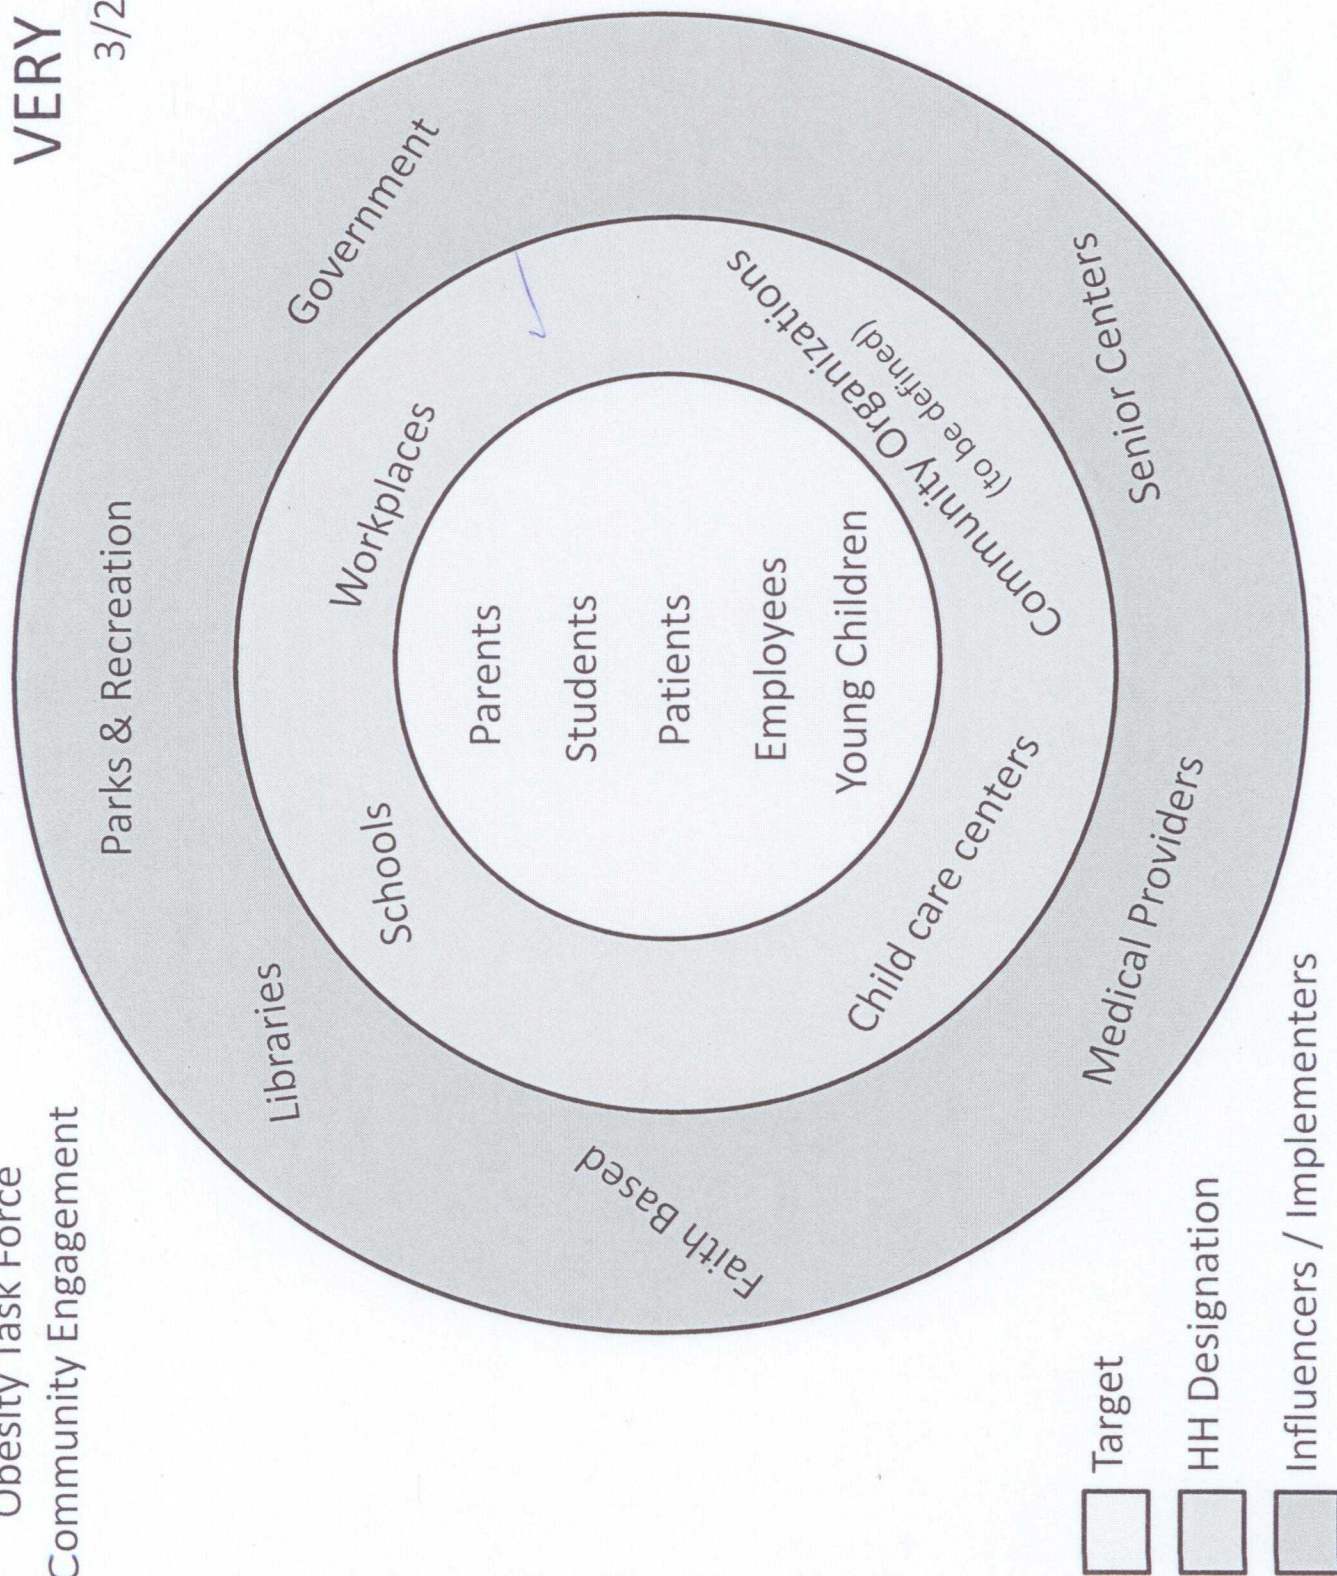 Obesity Task Force
Community Engagement
VERY
3/2
Parks & Recreation
Libraries
Government
Schools
Workplaces
Parents
Students
Patients
Employees
Young Children
Faith Based
Child care centers
Community Organizations
(to be defined)
Medical Providers
Senior Centers
Target
HH Designation
Influencers / Implementers